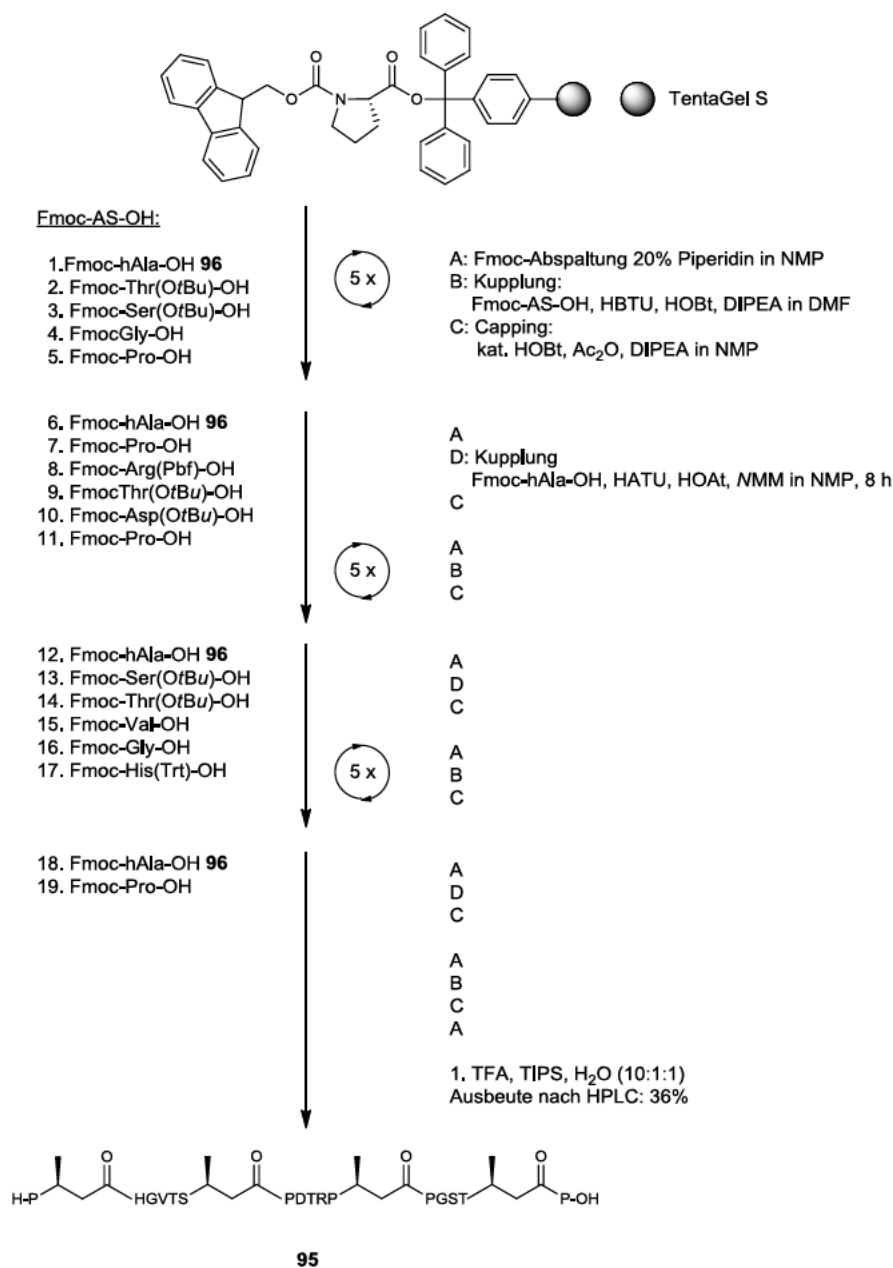 O
O
O
N
O
TentaGel S
Fmoc-AS-OH:
1.Fmoc-hAla-OH 96
2. Fmoc-Thr(OtBu)-OH
3. Fmoc-Ser(OtBu)-OH
4. FmocGly-OH
5. Fmoc-Pro-OH
5 x
A: Fmoc-Abspaltung 20% Piperidin in NMP
B: Kupplung:
Fmoc-AS-OH, HBTU, HOBt, DIPEA in DMF
C: Capping:
kat. HOBt, Ac2O, DIPEA in NMP
6. Fmoc-hAla-OH 96
7. Fmoc-Pro-OH
8. Fmoc-Arg(Pbf)-OH
9. FmocThr(OtBu)-OH
10. Fmoc-Asp(OtBu)-OH
11. Fmoc-Pro-OH
5 x
A
D: Kupplung
Fmoc-hAla-OH, HATU, HOAt, NMM in NMP, 8 h
C
A
B
C
12. Fmoc-hAla-OH 96
13. Fmoc-Ser(OtBu)-OH
14. Fmoc-Thr(OtBu)-OH
15. Fmoc-Val-OH
16. Fmoc-Gly-OH
17. Fmoc-His(Trt)-OH
5 x
A
D
C
A
B
C
18. Fmoc-hAla-OH 96
19. Fmoc-Pro-OH
A
D
C
A
B
C
A
1. TFA, TIPS, H2O (10:1:1)
Ausbeute nach HPLC: 36%
O
O
O
O
H-P
HGVTS
PDTRP
PGST
P-OH
95